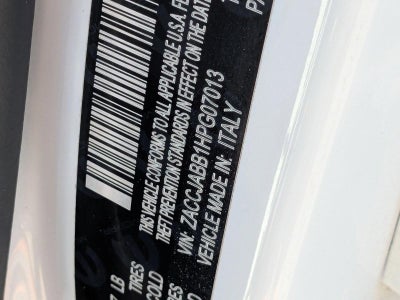 THIS VEHICLE CONFORMS TO ALL APPLICABLE U.S.A. FE
THEFT PREVENTION STANDARDS IN EFFECT ON THE DATE
VIN: ZACCJABB1HPG07013
VEHICLE MADE IN: ITALY
LB
TIRES
COLD